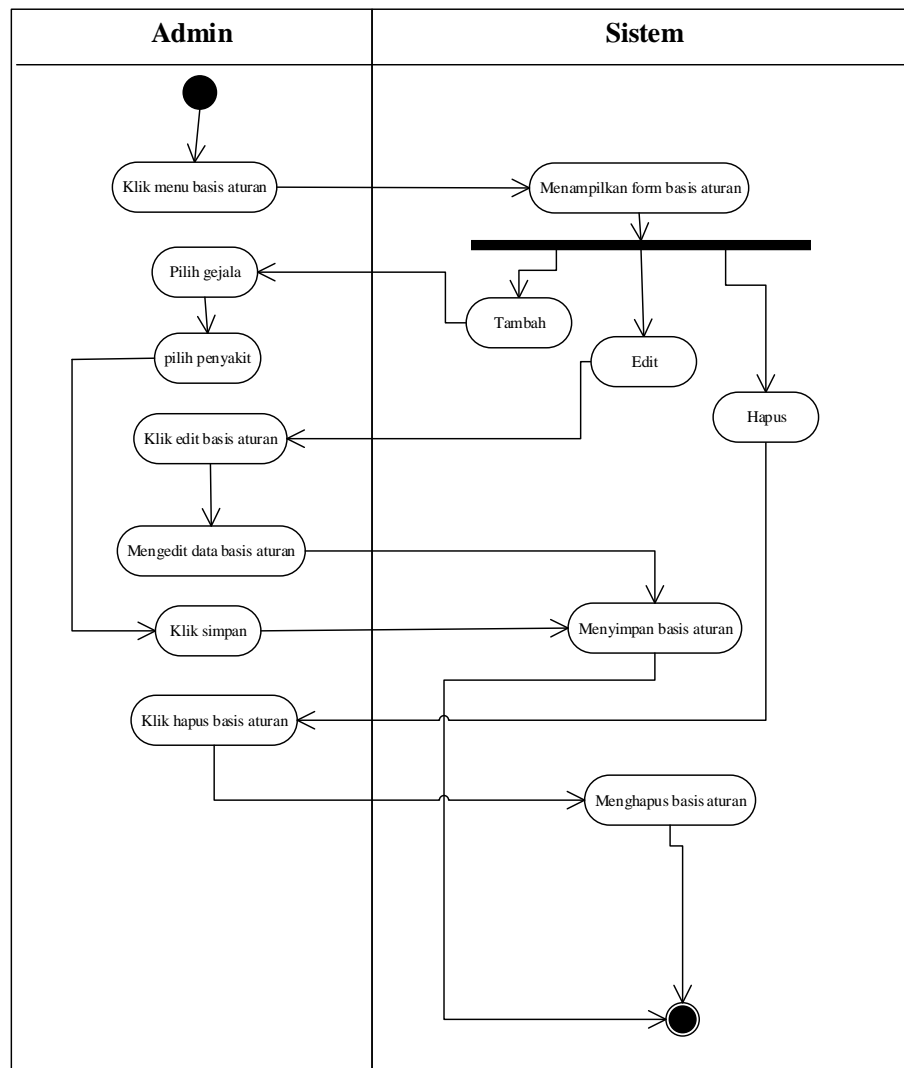 Admin
Sistem
Klik menu basis aturan
Menampilkan form basis aturan
Pilih gejala
Tambah
pilih penyakit
Edit
Hapus
Klik edit basis aturan
Mengedit data basis aturan
Klik simpan
Menyimpan basis aturan
Klik hapus basis aturan
Menghapus basis aturan